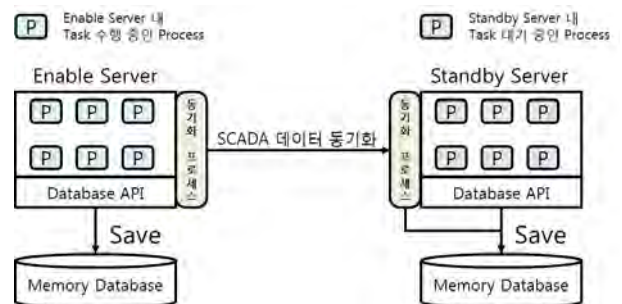 P
Enable Server 내
Task 수행 중인 Process
P
Standby Server 내
Task 대기 중인 Process
Enable Server
Standby Server
P P P
P P P
동기화 프로세스
Database API
SCADA 데이터 동기화
동기화 프로세스
P P P
P P P
Database API
Save
Save
Memory Database
Memory Database